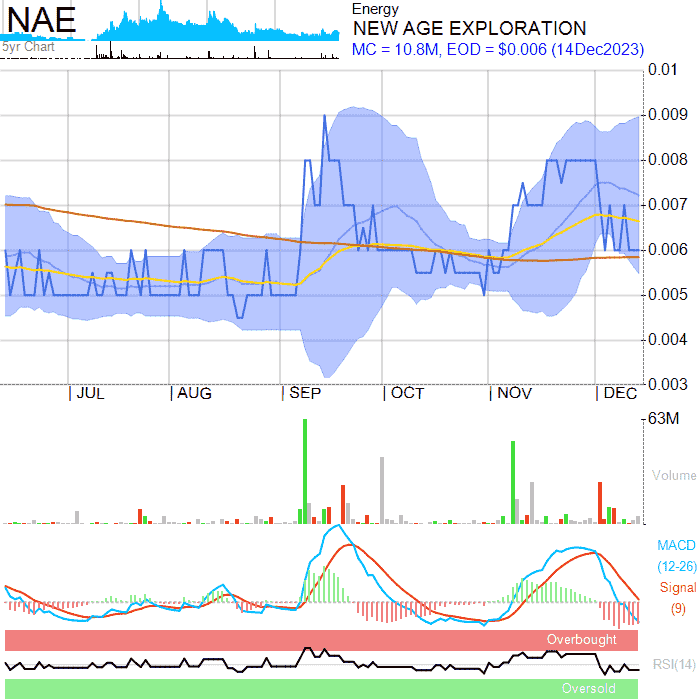 NAE
5yr Chart
Energy
NEW AGE EXPLORATION
MC = 10.8M, EOD = $0.006 (14Dec2023)
0.01
0.009
0.008
0.007
0.006
0.005
0.004
0.003
JUL AUG SEP OCT NOV DEC
63M
Volume
MACD
(12-26)
Signal
(9)
Overbought
RSI(14)
Oversold